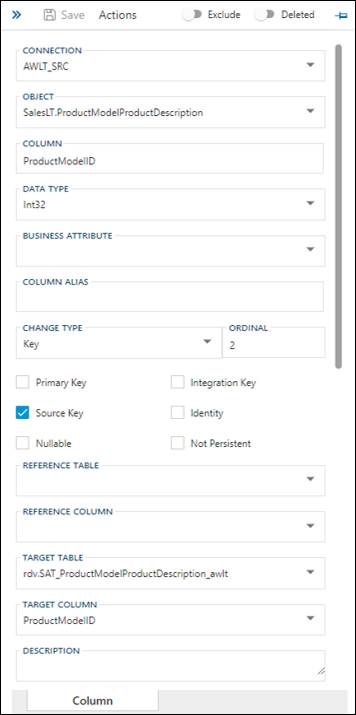 Save Actions Exclude Deleted
CONNECTION
AWLT_SRC
OBJECT
SalesLT.ProductModelProductDescription
COLUMN
ProductModelID
DATA TYPE
Int32
BUSINESS ATTRIBUTE
COLUMN ALIAS
CHANGE TYPE ORDINAL
Key 2
Primary Key Integration Key
Source Key Identity
Nullable Not Persistent
REFERENCE TABLE
REFERENCE COLUMN
TARGET TABLE
rdv.SAT_ProductModelProductDescription_awlt
TARGET COLUMN
ProductModelID
DESCRIPTION
Column